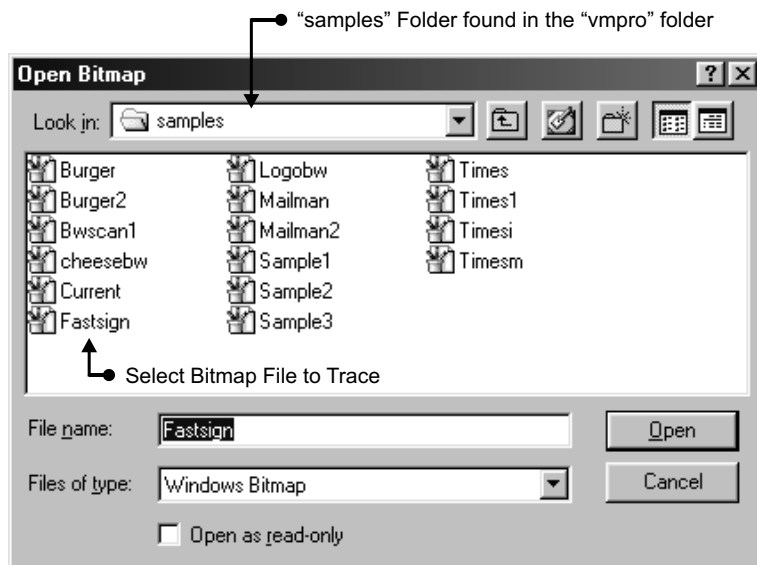 “samples” Folder found in the “vmpro” folder
Open Bitmap
Look in: samples
Burger Logobw Times
Burger2 Mailman Times1
Bwscan1 Mailman2 Timesi
cheesebw Sample1 Timesm
Current Sample2
Fastsign Sample3
Select Bitmap File to Trace
File name: Fastsign Open
Files of type: Windows Bitmap Cancel
Open as read-only